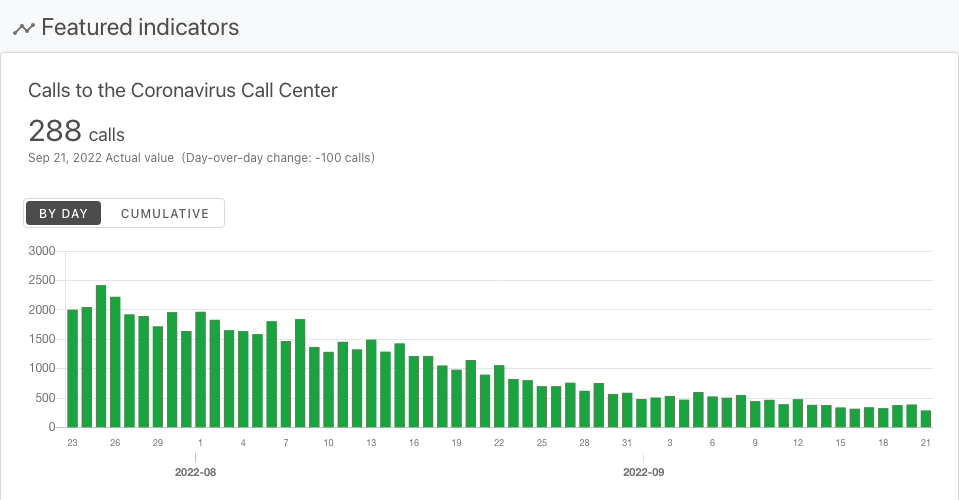 Featured indicators
Calls to the Coronavirus Call Center
288 calls
Sep 21, 2022 Actual value (Day-over-day change: -100 calls)
BY DAY CUMULATIVE
3000
2500
2000
1500
1000
500
0
23 26 29 1 4 7 10 13 16 19 22 25 28 31 3 6 9 12 15 18 21
2022-08 2022-09